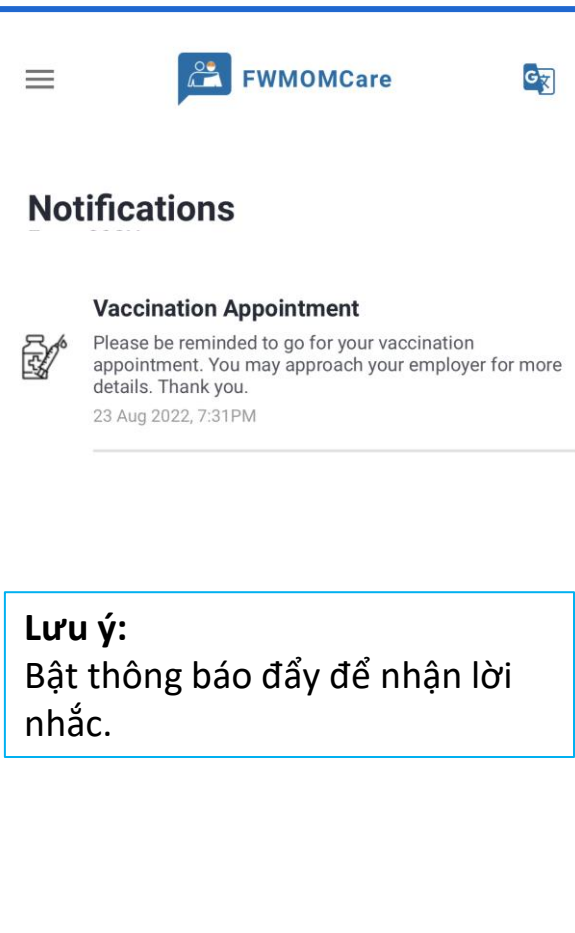 FWMOMCare
Notifications
Vaccination Appointment
Please be reminded to go for your vaccination
appointment. You may approach your employer for more
details. Thank you.
23 Aug 2022, 7:31PM
Lưu ý:
Bật thông báo đẩy để nhận lời
nhắc.